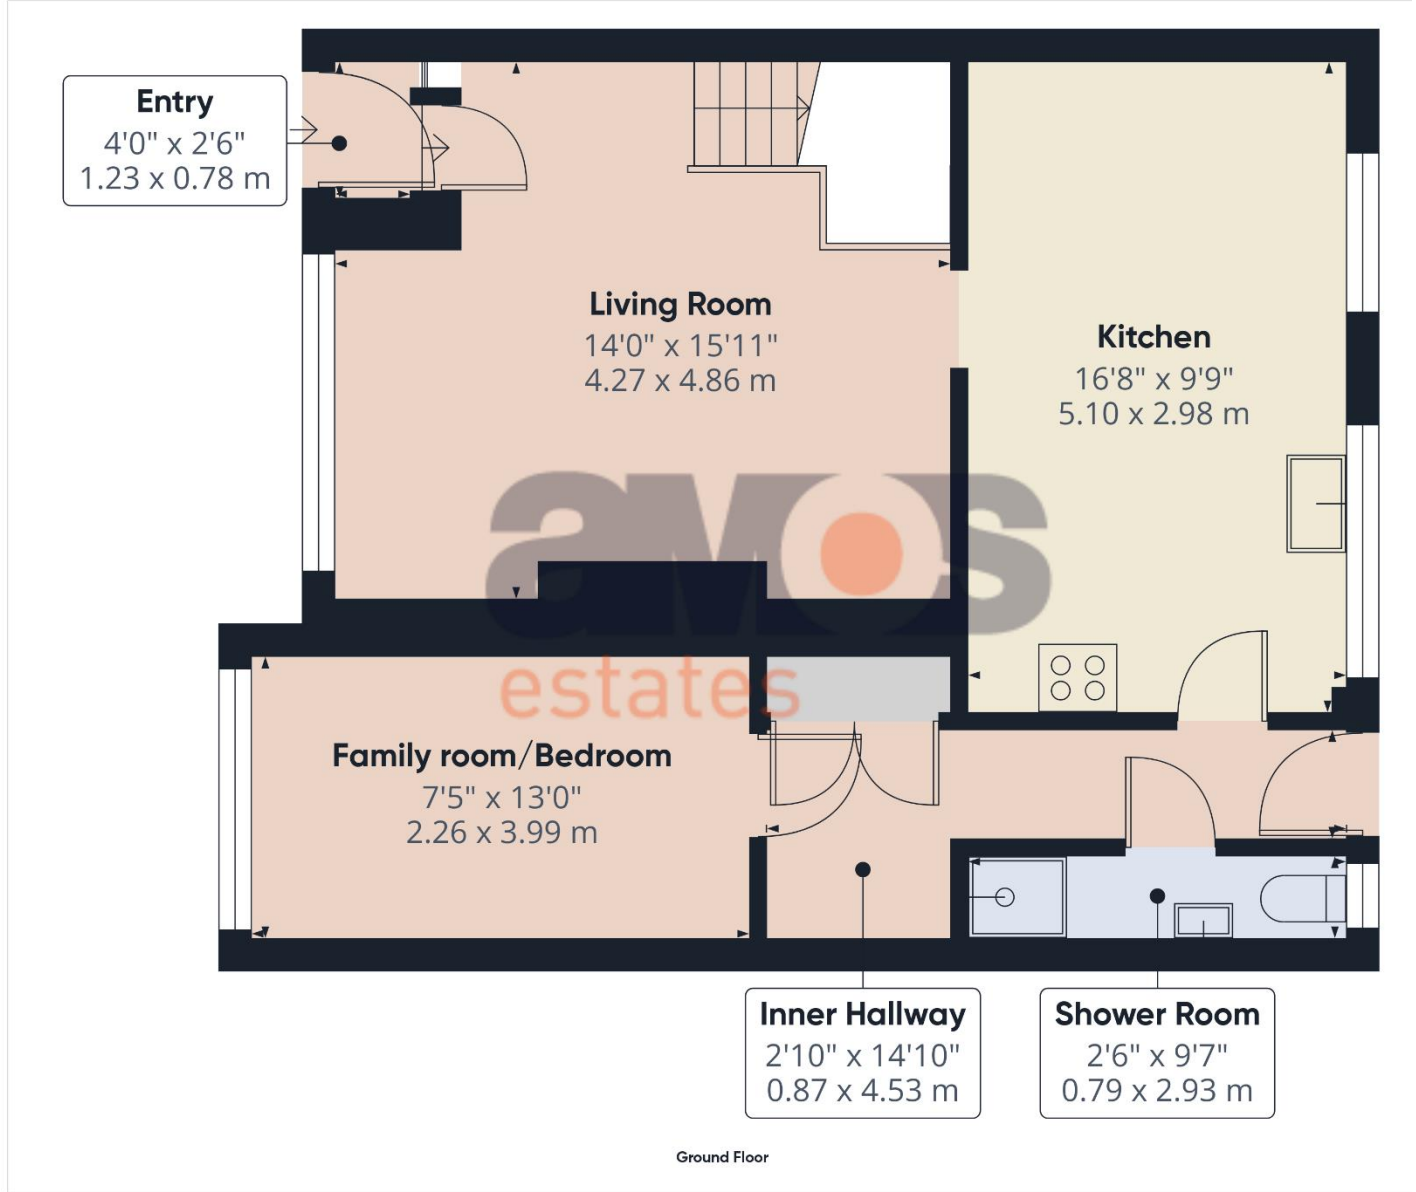 Entry
4'0" x 2'6"
1.23 x 0.78 m
Living Room
14'0" x 15'11"
4.27 x 4.86 m
Kitchen
16'8" x 9'9"
5.10 x 2.98 m
amos
estates
Family room/Bedroom
7'5" x 13'0"
2.26 x 3.99 m
Inner Hallway
2'10" x 14'10"
0.87 x 4.53 m
Shower Room
2'6" x 9'7"
0.79 x 2.93 m
Ground Floor